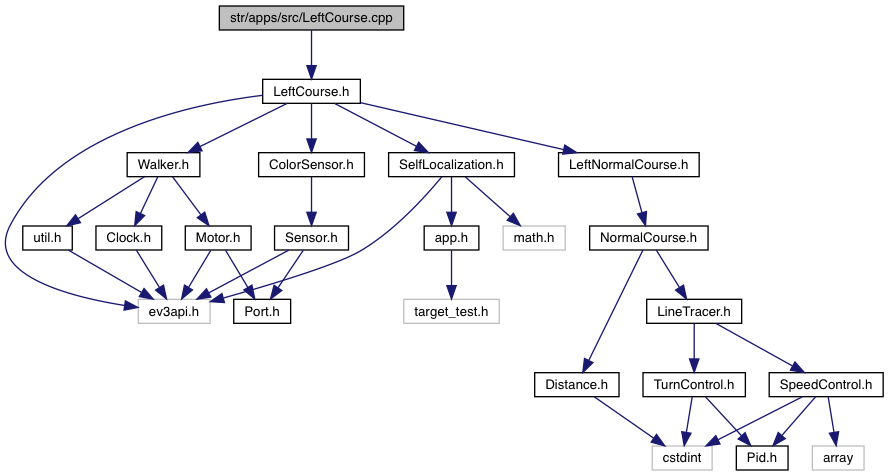 str/apps/src/LeftCourse.cpp
LeftCourse.h
Walker.h
ColorSensor.h
SelfLocalization.h
LeftNormalCourse.h
util.h
Clock.h
Motor.h
Sensor.h
app.h
math.h
NormalCourse.h
ev3api.h
Port.h
target_test.h
LineTracer.h
Distance.h
TurnControl.h
SpeedControl.h
cstdint
Pid.h
array